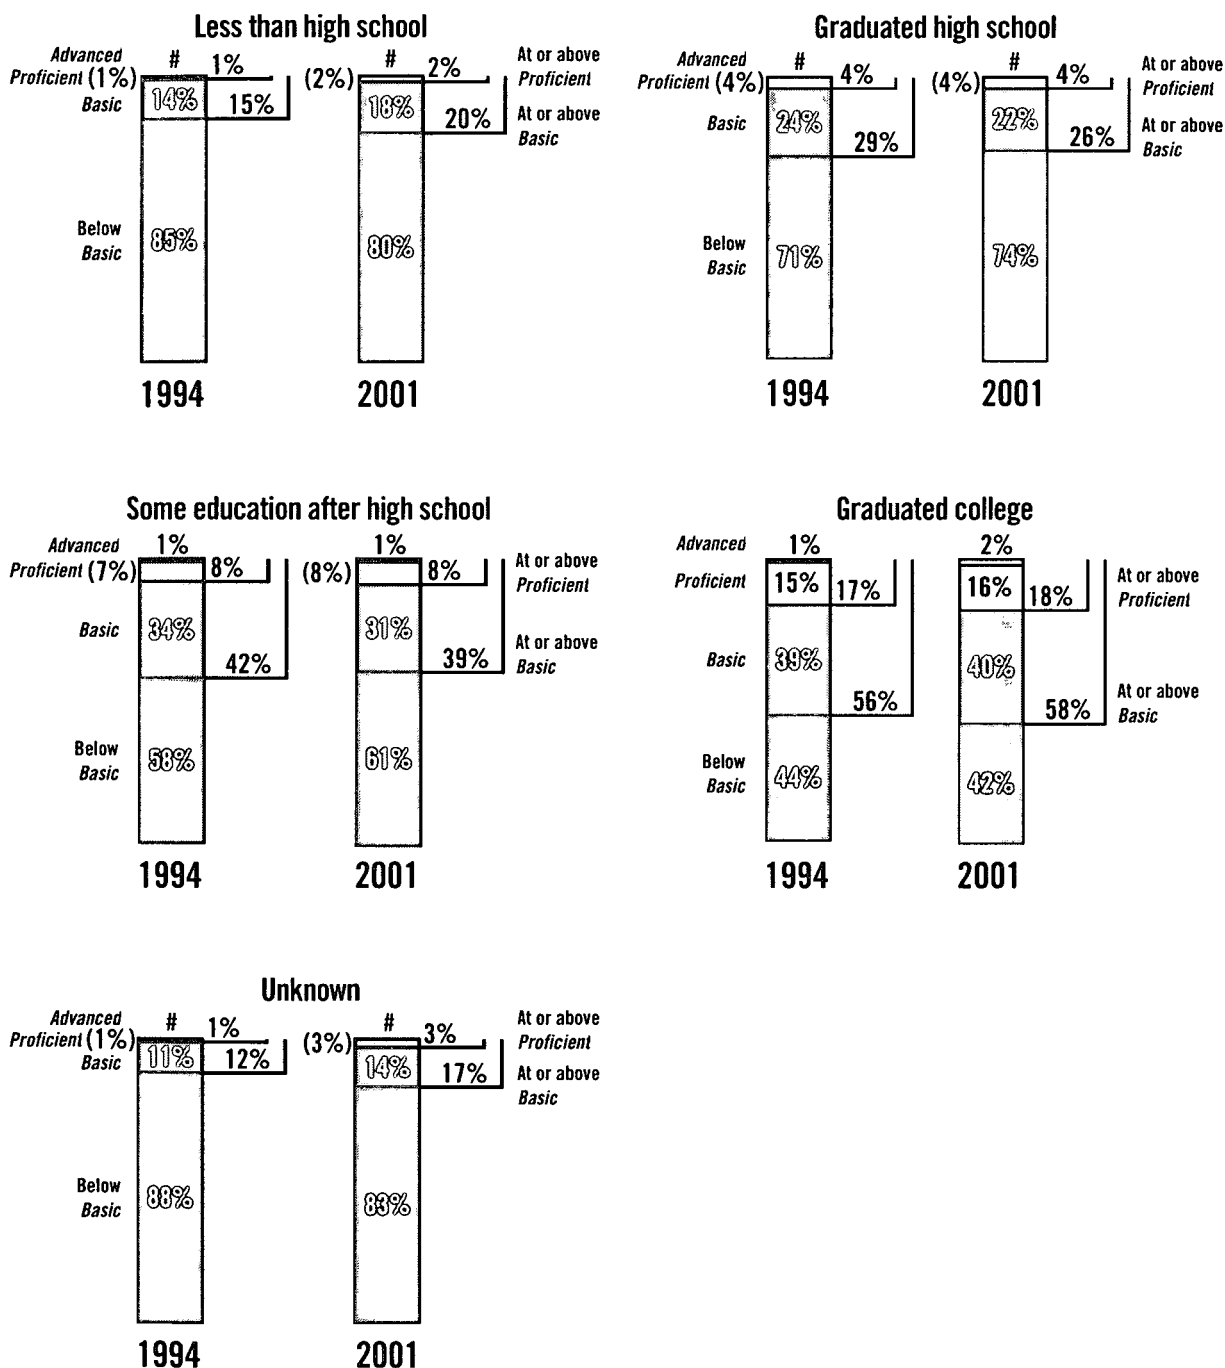 Less than high school
Advanced # 1% 2% At or above
Proficient (1%) (2%) # Proficient
Basic 14% 15% 18% 20% At or above
Basic
Below
Basic 85% 80%
1994 2001
Graduated high school
Advanced # 4% # 4% At or above
Proficient (4%) (4%) Proficient
Basic 24% 29% 22% 26% At or above
Basic
Below
Basic 71% 74%
1994 2001
Some education after high school
Advanced 1% 1%
Proficient (7%) 8% (8%) 8% At or above
Proficient
Basic 34% 42% 31% 39% At or above
Basic
Below
Basic 58% 61%
1994 2001
Graduated college
Advanced 1% 2%
Proficient 15% 17% 16% 18% At or above
Proficient
Basic 39% 56% 40% 58% At or above
Basic
Below
Basic 44% 42%
1994 2001
Unknown
Advanced # 1% # 3% At or above
Proficient (1%) (3%) Proficient
Basic 11% 12% 14% 17% At or above
Basic
Below
Basic 88% 83%
1994 2001